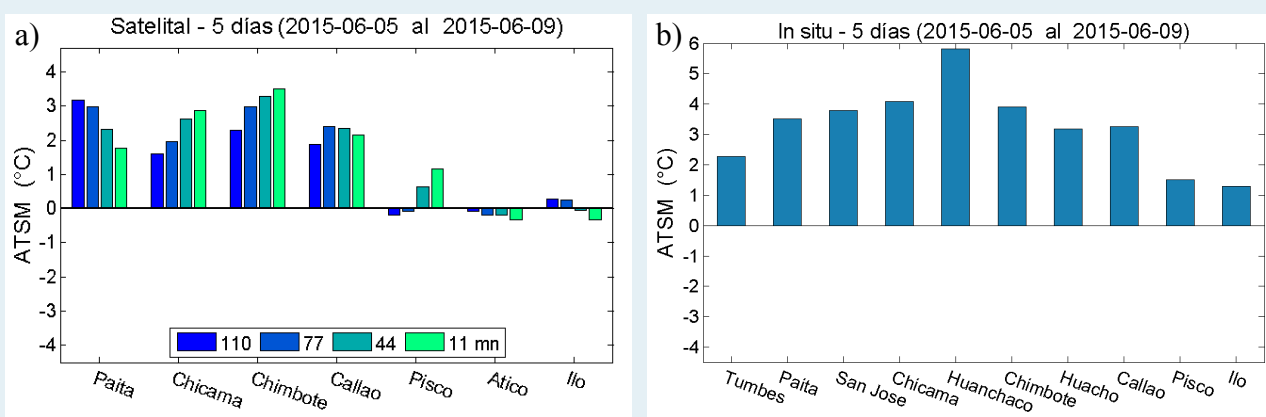 a)
Satelital - 5 días (2015-06-05 al 2015-06-09)
ATSM (°C)
4
3
2
1
0
-1
-2
-3
-4
110 77 44 11 mn
Paita Chicama Chimbote Callao Pisco Atico Ilo
b)
In situ - 5 días (2015-06-05 al 2015-06-09)
ATSM (°C)
6
5
4
3
2
1
0
-1
-2
-3
-4
Tumbes Paita San Jose Chicama Huanchaco Chimbote Huacho Callao Pisco Ilo